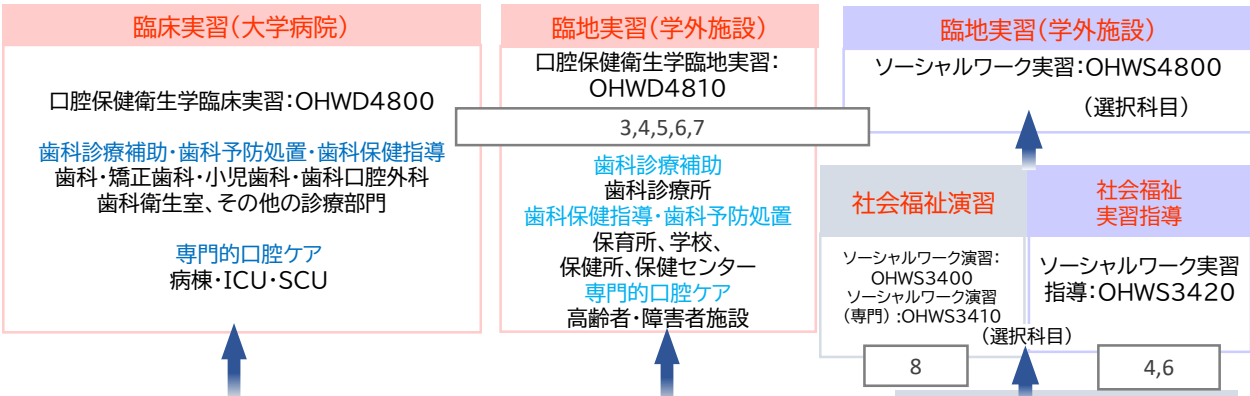 臨床実習(大学病院)
口腔保健衛生学臨床実習:OHWD4800
歯科診療補助・歯科予防処置・歯科保健指導
歯科・矯正歯科・小児歯科・歯科口腔外科
歯科衛生室、その他の診療部門
専門的口腔ケア
病棟・ICU・SCU
臨地実習(学外施設)
口腔保健衛生学臨地実習:
OHWD4810
3,4,5,6,7
歯科診療補助
歯科診療所
歯科保健指導・歯科予防処置
保育所、学校、
保健所、保健センター
専門的口腔ケア
高齢者・障害者施設
臨地実習(学外施設)
ソーシャルワーク実習:OHWS4800
(選択科目)
社会福祉演習
ソーシャルワーク演習:
OHWS3400
ソーシャルワーク演習
(専門):OHWS3410
社会福祉
実習指導
ソーシャルワーク実習
指導:OHWS3420
(選択科目)
8
4,6